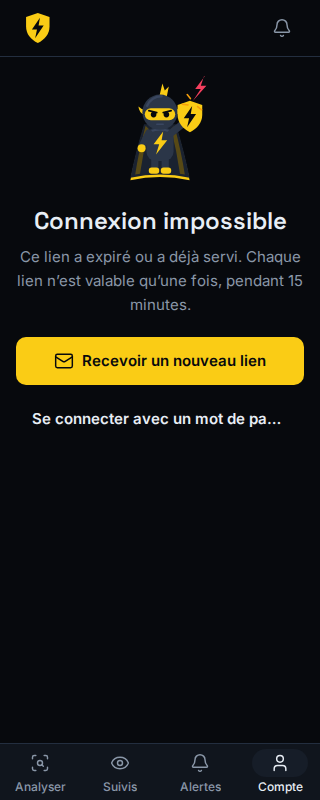 Connexion impossible
Ce lien a expiré ou a déjà servi. Chaque
lien n’est valable qu’une fois, pendant 15
minutes.
Recevoir un nouveau lien
Se connecter avec un mot de pa...
Analyser
Suivis
Alertes
Compte